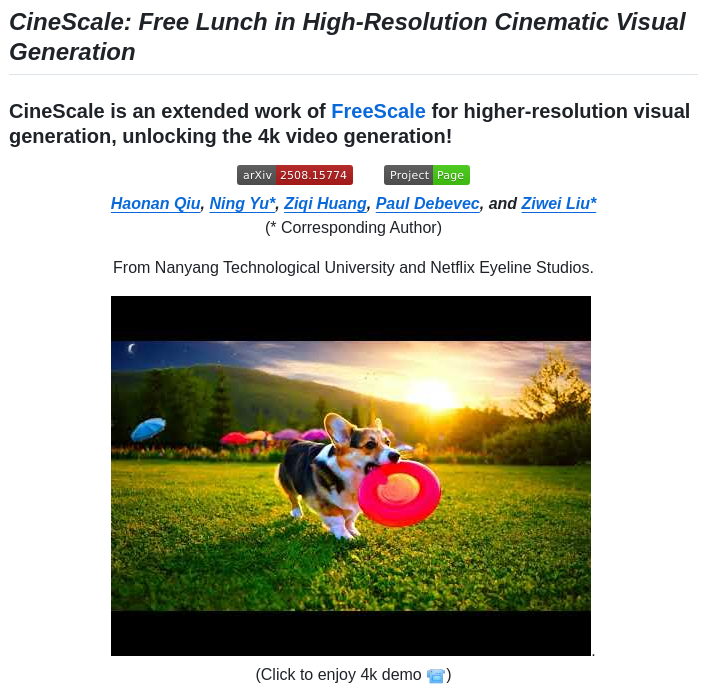 CineScale: Free Lunch in High-Resolution Cinematic Visual
Generation
CineScale is an extended work of FreeScale for higher-resolution visual
generation, unlocking the 4k video generation!
arXiv 2508.15774 Project Page
Haonan Qiu, Ning Yu*, Ziqi Huang, Paul Debevec, and Ziwei Liu*
(* Corresponding Author)
From Nanyang Technological University and Netflix Eyeline Studios.
.
(Click to enjoy 4k demo 📽️)